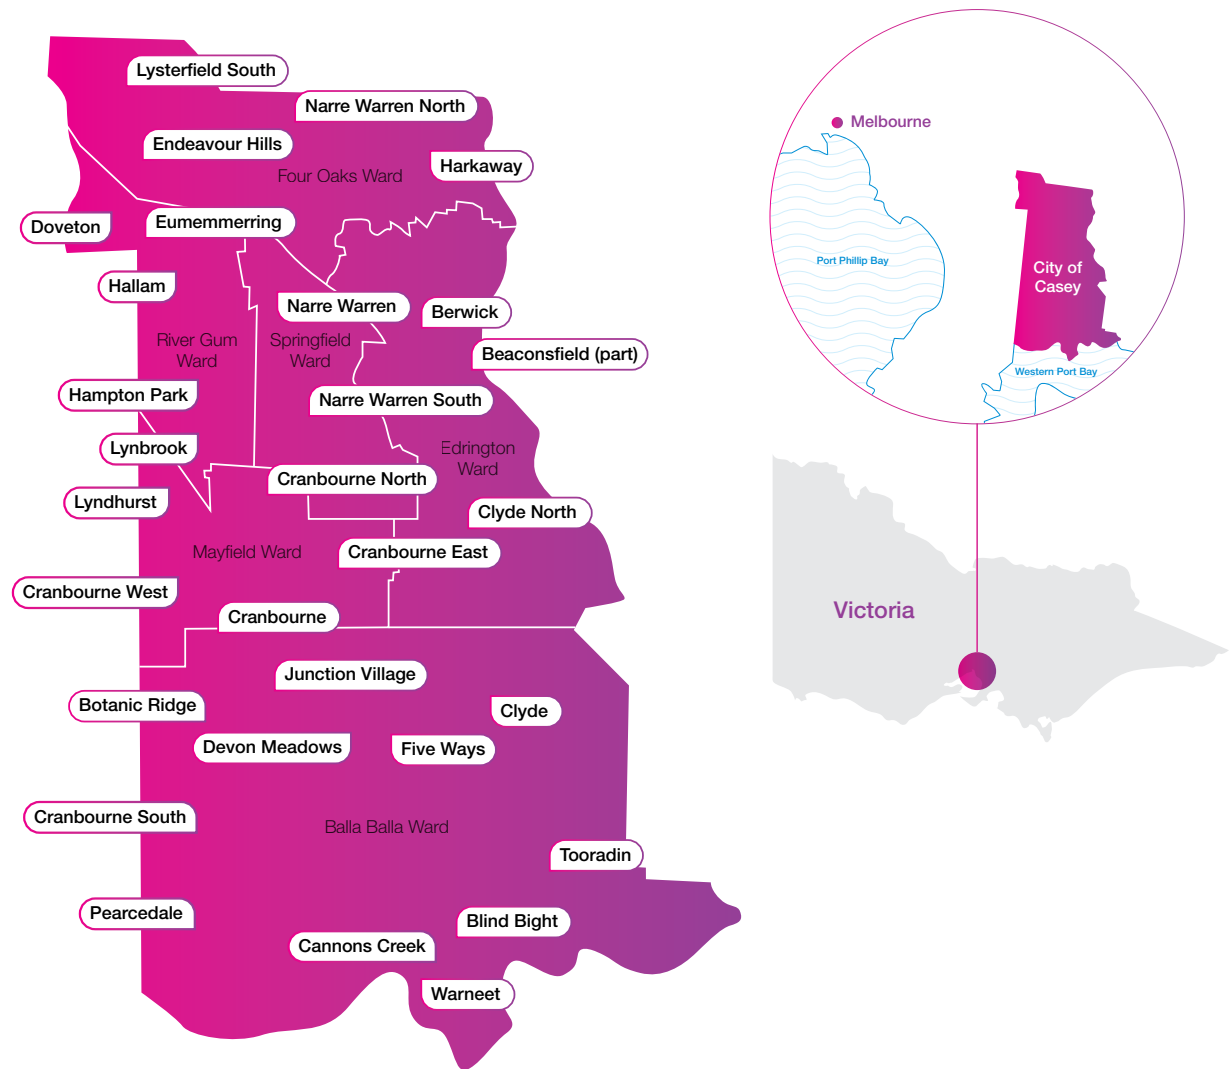 Lysterfield South
Narre Warren North
Endeavour Hills
Harkaway
Four Oaks Ward
Doveton
Eumemmerring
Hallam
Narre Warren
Berwick
River Gum
Ward
Springfield
Ward
Beaconsfield (part)
Hampton Park
Narre Warren South
Lynbrook
Edrington
Ward
Cranbourne North
Lyndhurst
Clyde North
Mayfield Ward
Cranbourne East
Cranbourne West
Cranbourne
Junction Village
Botanic Ridge
Clyde
Devon Meadows
Five Ways
Cranbourne South
Balla Balla Ward
Tooradin
Pearcedale
Blind Bight
Cannons Creek
Warneet
Melbourne
Port Phillip Bay
City of
Casey
Western Port Bay
Victoria